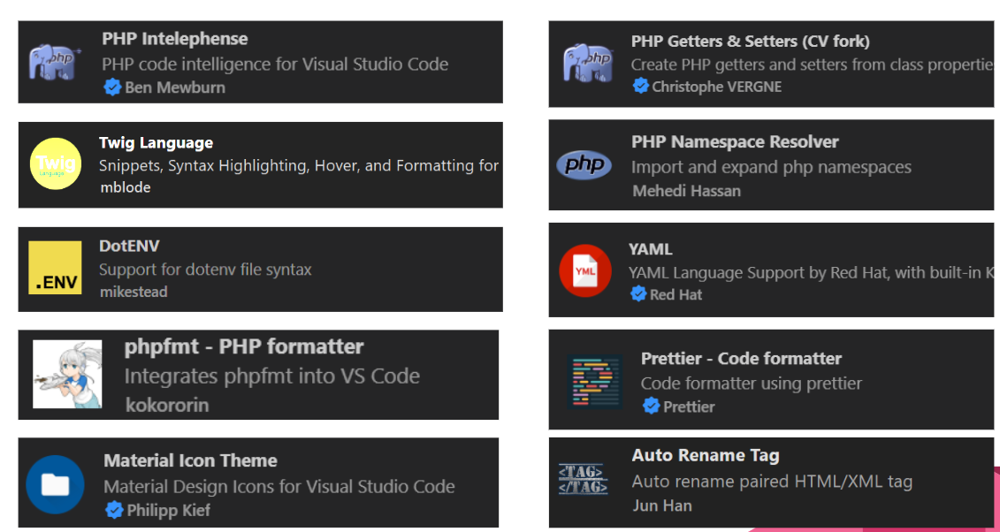 PHP Intelephense
PHP code intelligence for Visual Studio Code
Ben Mewburn
Twig
Language
Twig Language
Snippets, Syntax Highlighting, Hover, and Formatting for
mblode
.ENV
DotENV
Support for dotenv file syntax
mikestead
phpfmt - PHP formatter
Integrates phpfmt into VS Code
kokororin
Material Icon Theme
Material Design Icons for Visual Studio Code
Philipp Kief
php
PHP Getters & Setters (CV fork)
Create PHP getters and setters from class propertie
Christophe VERGNE
php
PHP Namespace Resolver
Import and expand php namespaces
Mehedi Hassan
YML
YAML
YAML Language Support by Red Hat, with built-in K
Red Hat
Prettier - Code formatter
Code formatter using prettier
Prettier
<TAG>
</TAG>
Auto Rename Tag
Auto rename paired HTML/XML tag
Jun Han